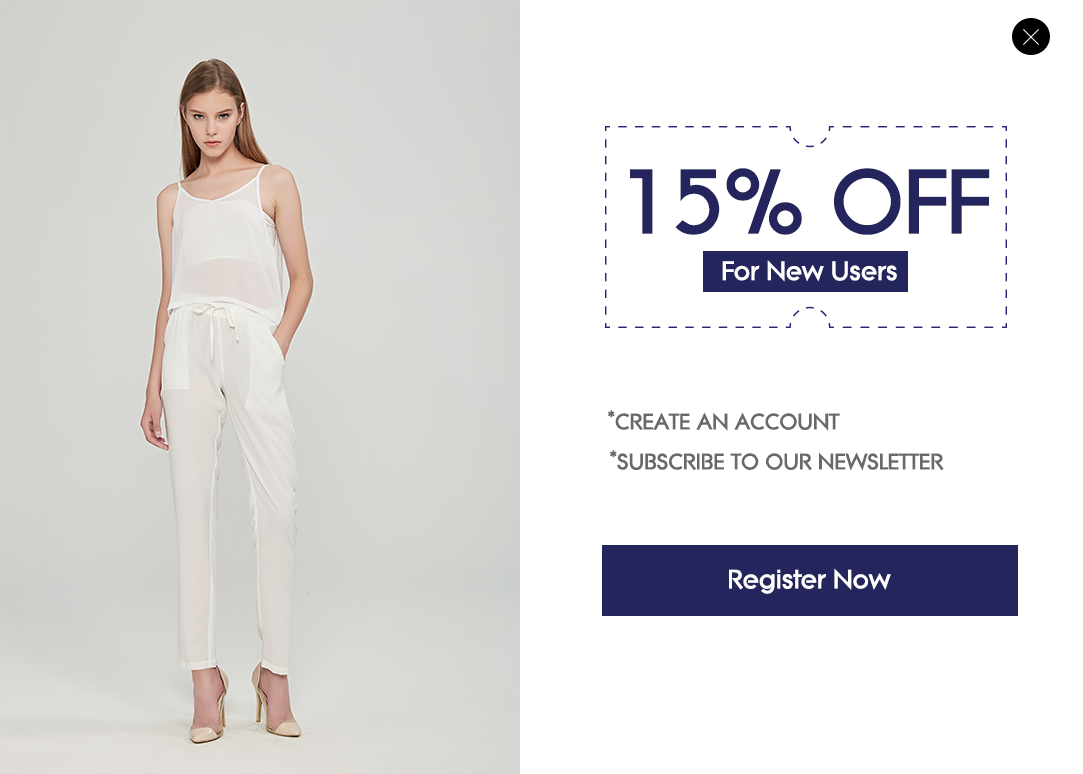 15% OFF
For New Users
*CREATE AN ACCOUNT
*SUBSCRIBE TO OUR NEWSLETTER
Register Now